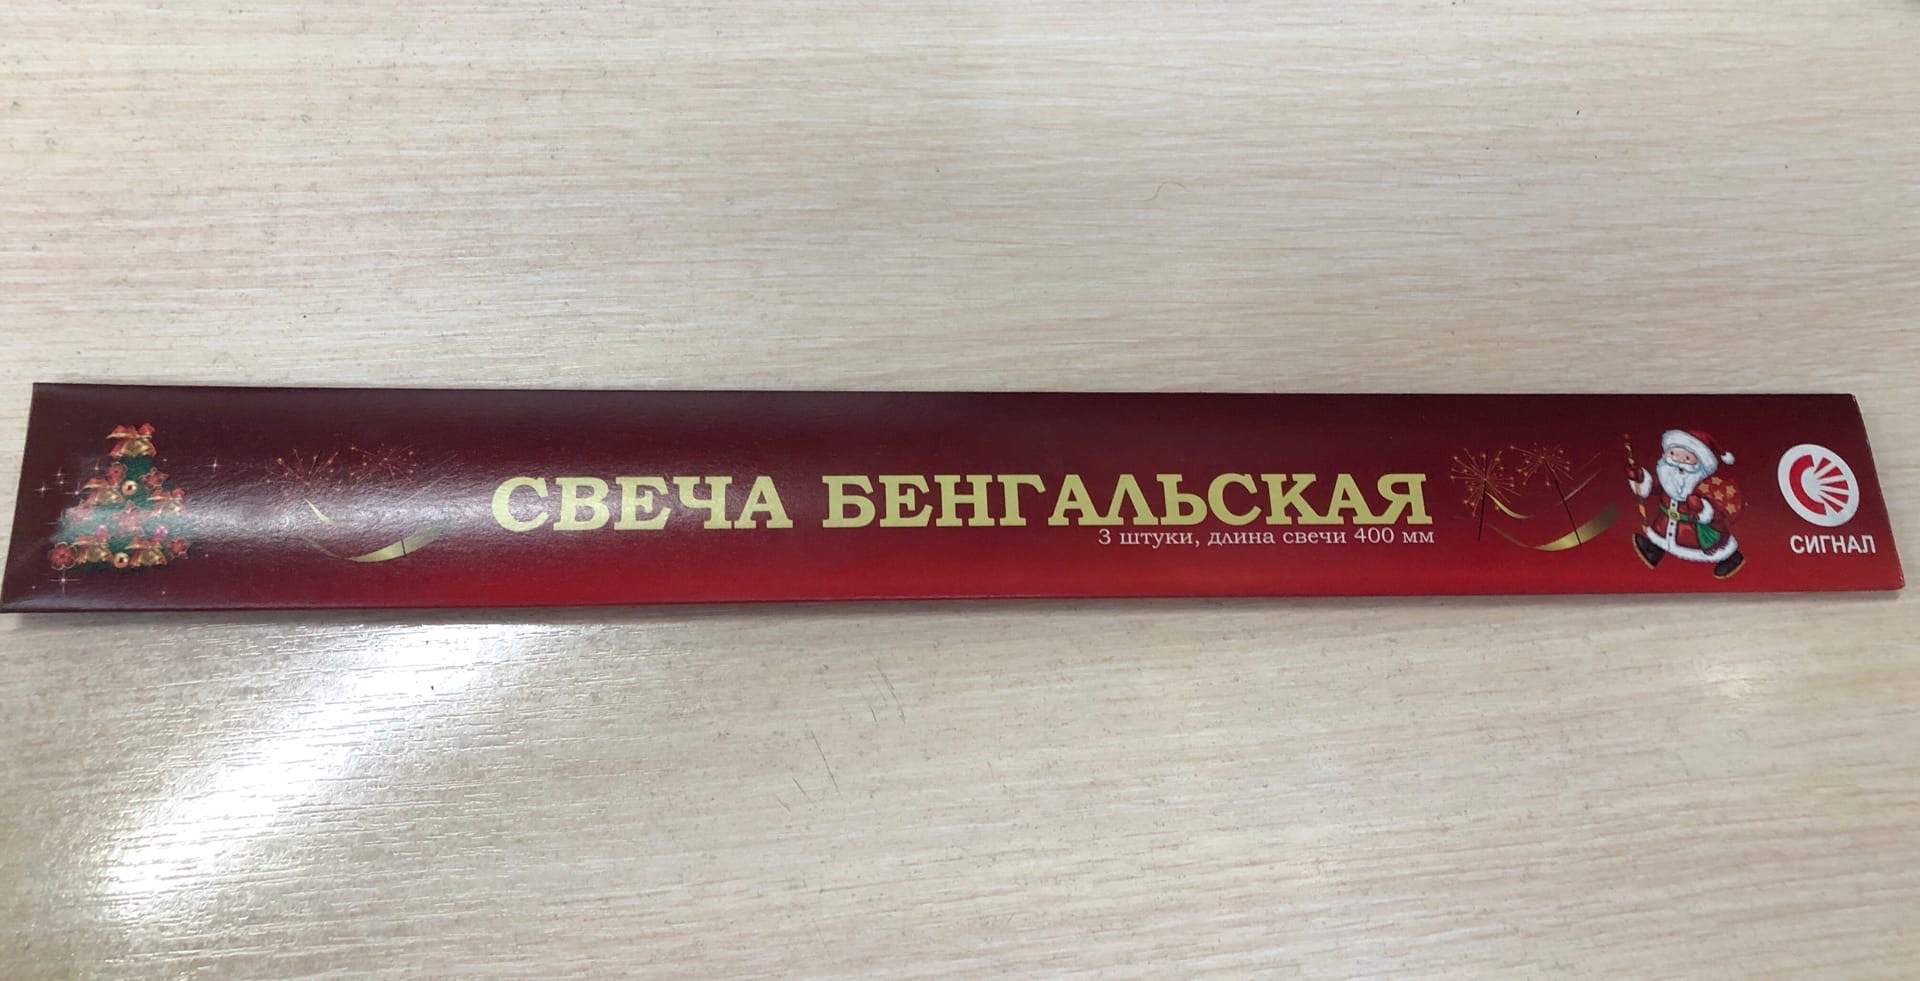 СВЕЧА БЕНГАЛЬСКАЯ
3 штуки, длина свечи 400 мм
СИГНАЛ